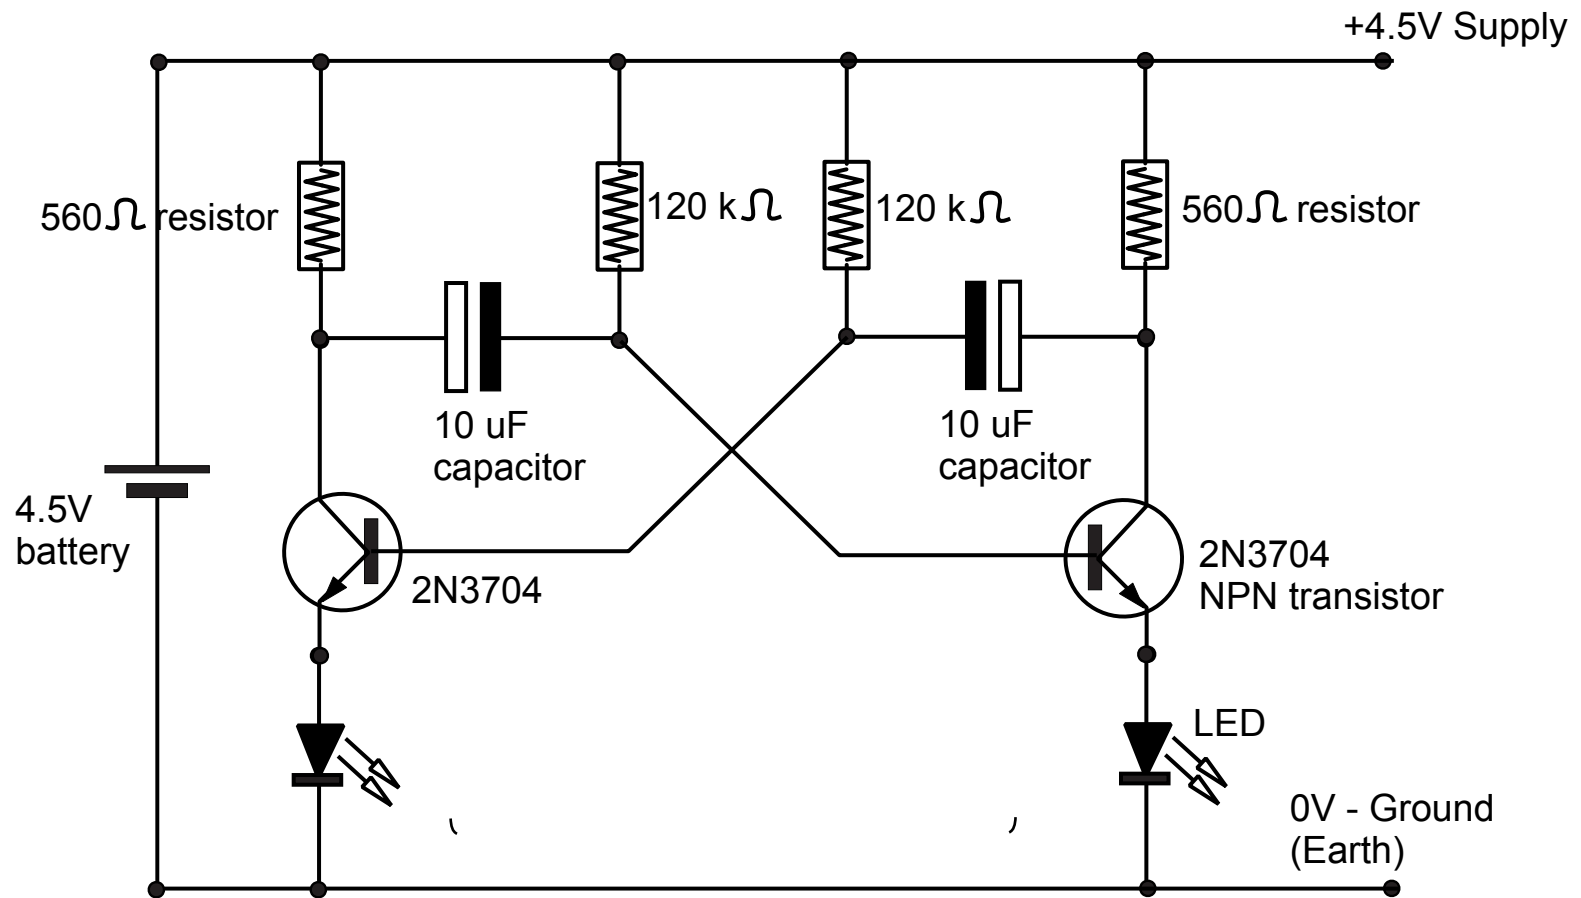 +4.5V Supply
560Ω resistor
120 kΩ
120 kΩ
560Ω resistor
10 uF
capacitor
10 uF
capacitor
4.5V
battery
2N3704
2N3704
NPN transistor
LED
0V - Ground
(Earth)